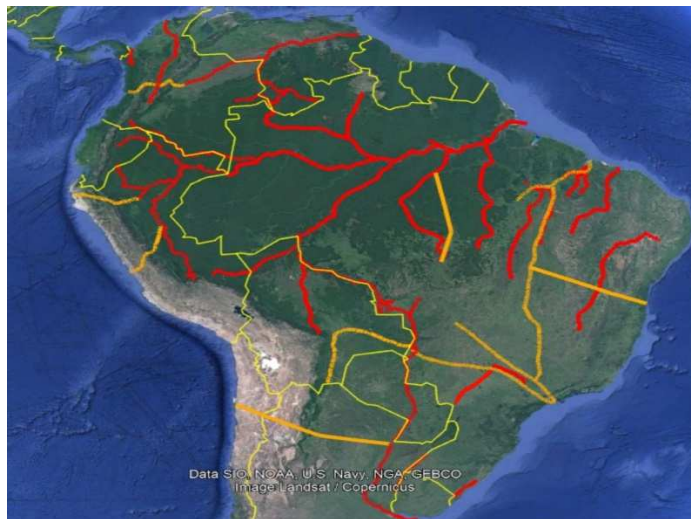 Data SIO, NOAA, U.S. Navy, NGA, GEBCO
Image Landsat / Copernicus